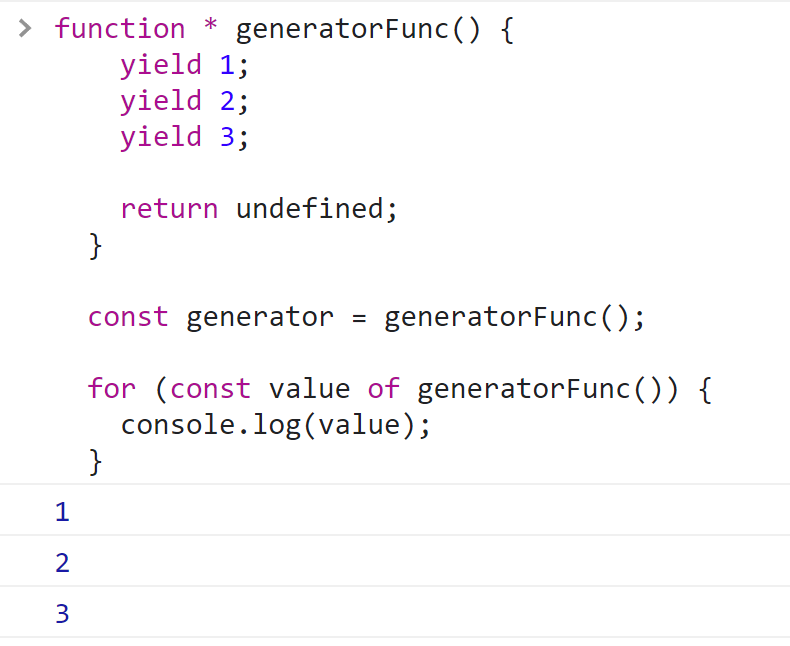 > function * generatorFunc() {
yield 1;
yield 2;
yield 3;
return undefined;
}
const generator = generatorFunc();
for (const value of generatorFunc()) {
console.log(value);
}
1
2
3